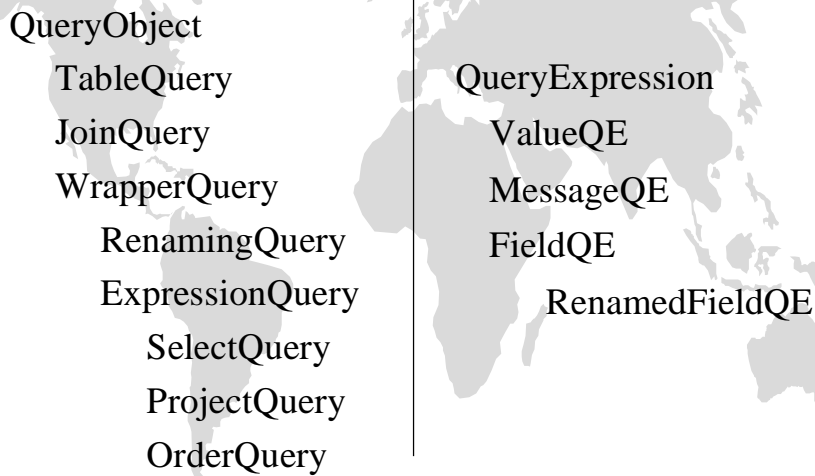 QueryObject
TableQuery
JoinQuery
WrapperQuery
RenamingQuery
ExpressionQuery
SelectQuery
ProjectQuery
OrderQuery
QueryExpression
ValueQE
MessageQE
FieldQE
RenamedFieldQE